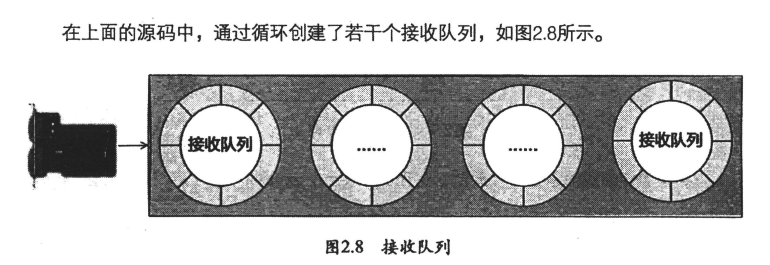 在上面的源码中，通过循环创建了若干个接收队列，如图2.8所示。
接收队列 …… …… 接收队列
图2.8 接收队列